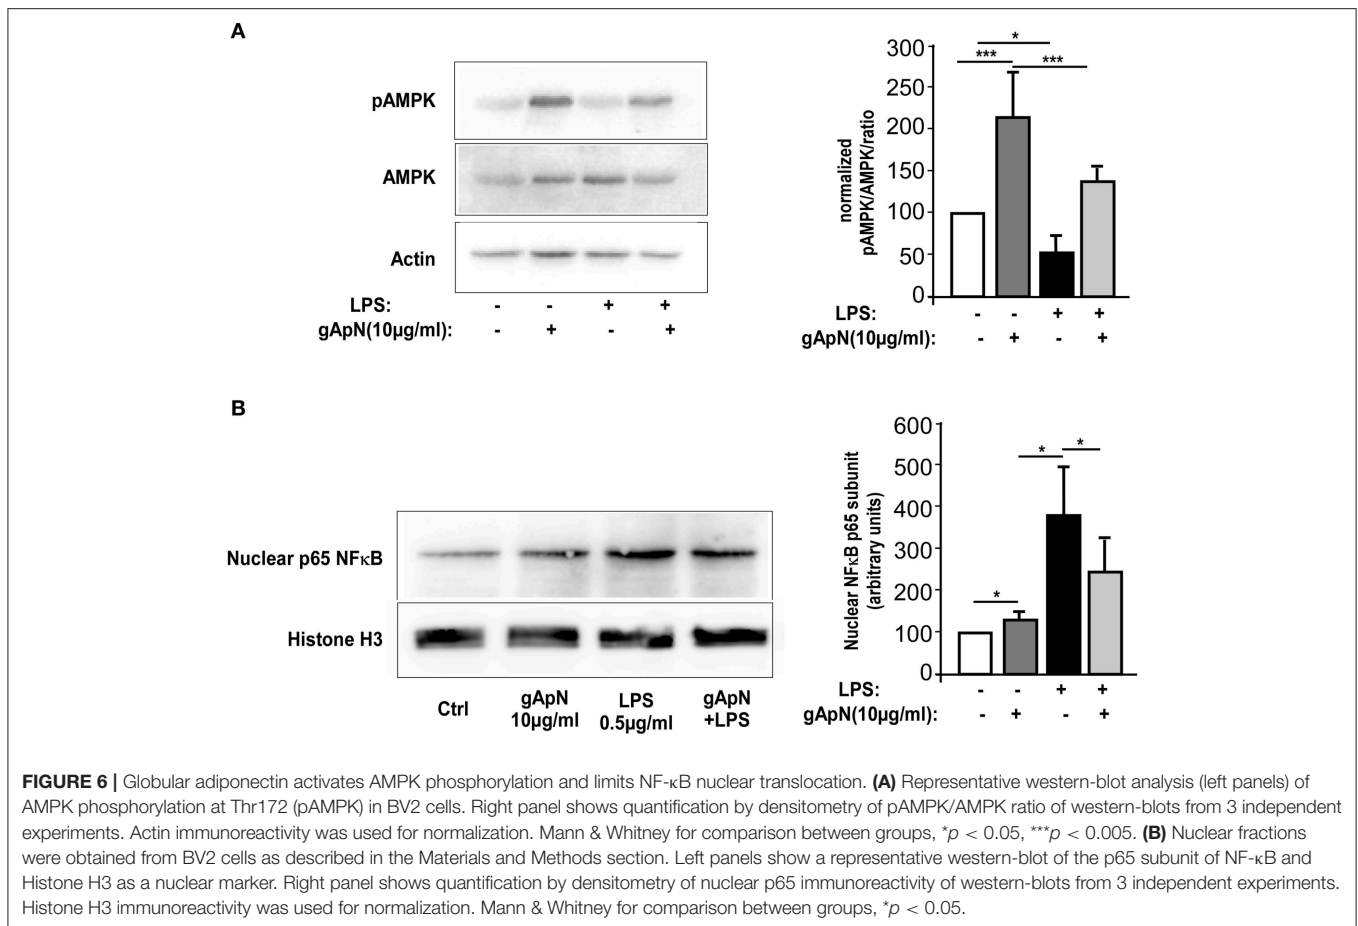 A
pAMPK
AMPK
Actin
LPS: - - + +
gApN(10µg/ml): - + - +
* 
*** ***
normalized
pAMPK/AMPK/ratio
300
250
200
150
100
50
0
LPS: - - + +
gApN(10µg/ml): - + - +
B
Nuclear p65 NFκB
Histone H3
Ctrl gApN 10µg/ml LPS 0.5µg/ml gApN +LPS
Nuclear NFκB p65 subunit
(arbitrary units)
600
500
400
300
200
100
0
* * *
LPS: - - + +
gApN(10µg/ml): - + - +
FIGURE 6 | Globular adiponectin activates AMPK phosphorylation and limits NF-κB nuclear translocation. (A) Representative western-blot analysis (left panels) of
AMPK phosphorylation at Thr172 (pAMPK) in BV2 cells. Right panel shows quantification by densitometry of pAMPK/AMPK ratio of western-blots from 3 independent
experiments. Actin immunoreactivity was used for normalization. Mann & Whitney for comparison between groups, *p < 0.05, ***p < 0.005. (B) Nuclear fractions
were obtained from BV2 cells as described in the Materials and Methods section. Left panels show a representative western-blot of the p65 subunit of NF-κB and
Histone H3 as a nuclear marker. Right panel shows quantification by densitometry of nuclear p65 immunoreactivity of western-blots from 3 independent experiments.
Histone H3 immunoreactivity was used for normalization. Mann & Whitney for comparison between groups, *p < 0.05.